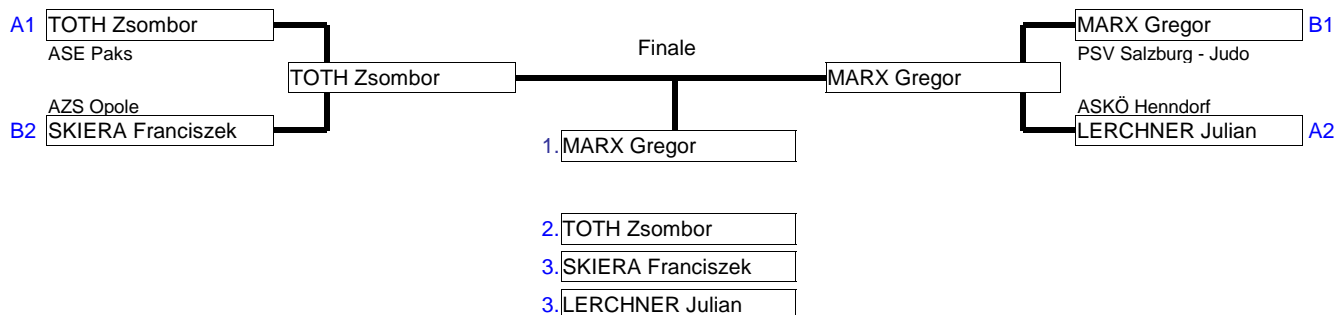 A1 TOTH Zsombor
ASE Paks
MARX Gregor B1
PSV Salzburg - Judo
Finale
TOTH Zsombor
MARX Gregor
AZS Opole
B2 SKIERA Franciszek
ASKÖ Henndorf
LERCHNER Julian A2
1. MARX Gregor
2. TOTH Zsombor
3. SKIERA Franciszek
3. LERCHNER Julian